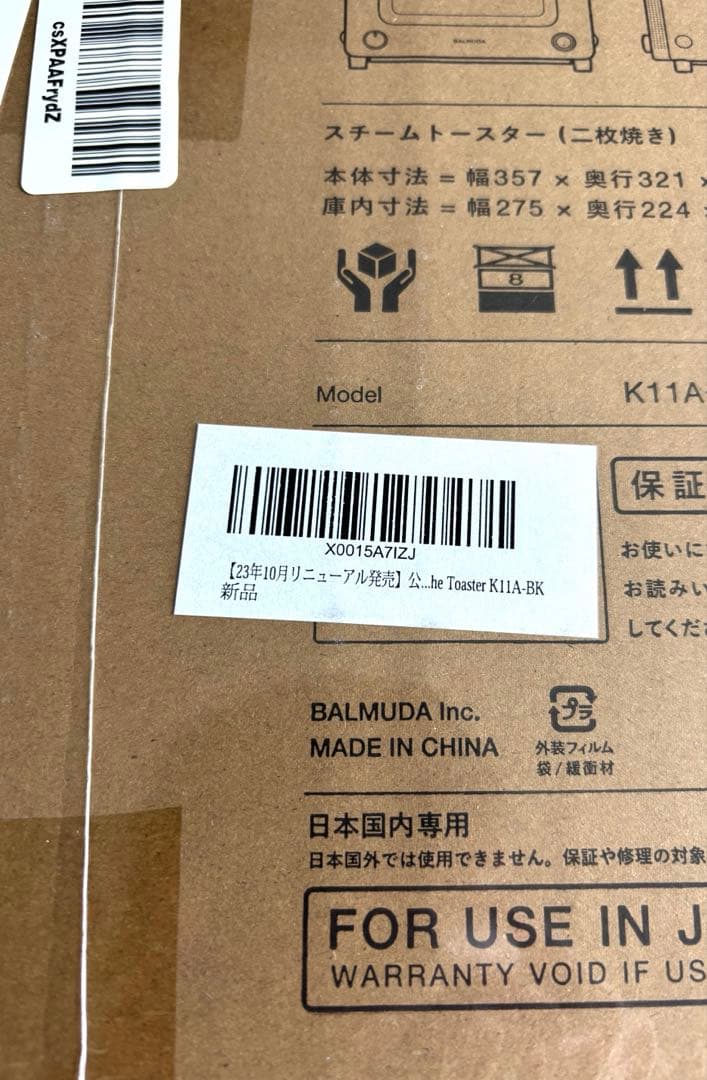 csXPAAFrydZ
BALMUDA
スチームトースター (二枚焼き)
本体寸法 = 幅357 × 奥行321 ×
庫内寸法 = 幅275 × 奥行224
8
Model K11A
保証
X0015A7IZJ
【23年10月リニューアル発売】公...he Toaster K11A-BK
新品
お使いに
お読みい
してくだ
BALMUDA Inc.
MADE IN CHINA
プラ
外装フィルム
袋/緩衝材
日本国内専用
日本国外では使用できません。保証や修理の対象
FOR USE IN J
WARRANTY VOID IF US